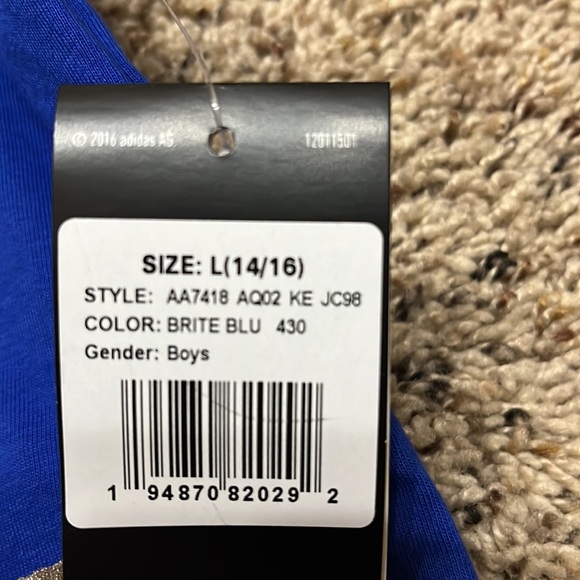 © 2016 adidas AG 12011501
SIZE: L(14/16)
STYLE: AA7418 AQ02 KE JC98
COLOR: BRITE BLU 430
Gender: Boys
1 94870 82029 2